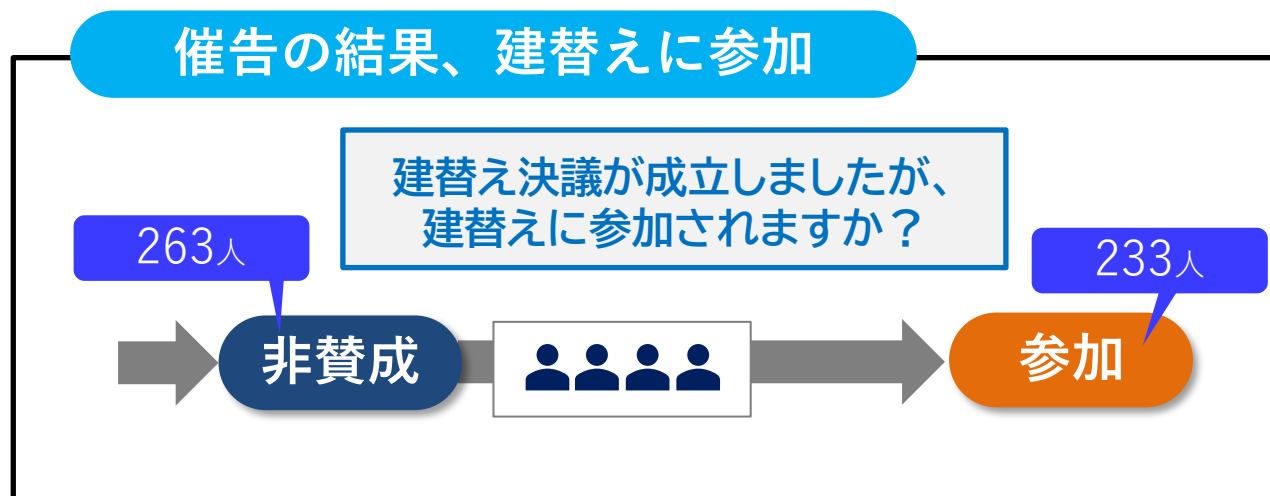 催告の結果、建替えに参加
建替え決議が成立しましたが、
建替えに参加されますか？
263人
233人
非賛成
参加